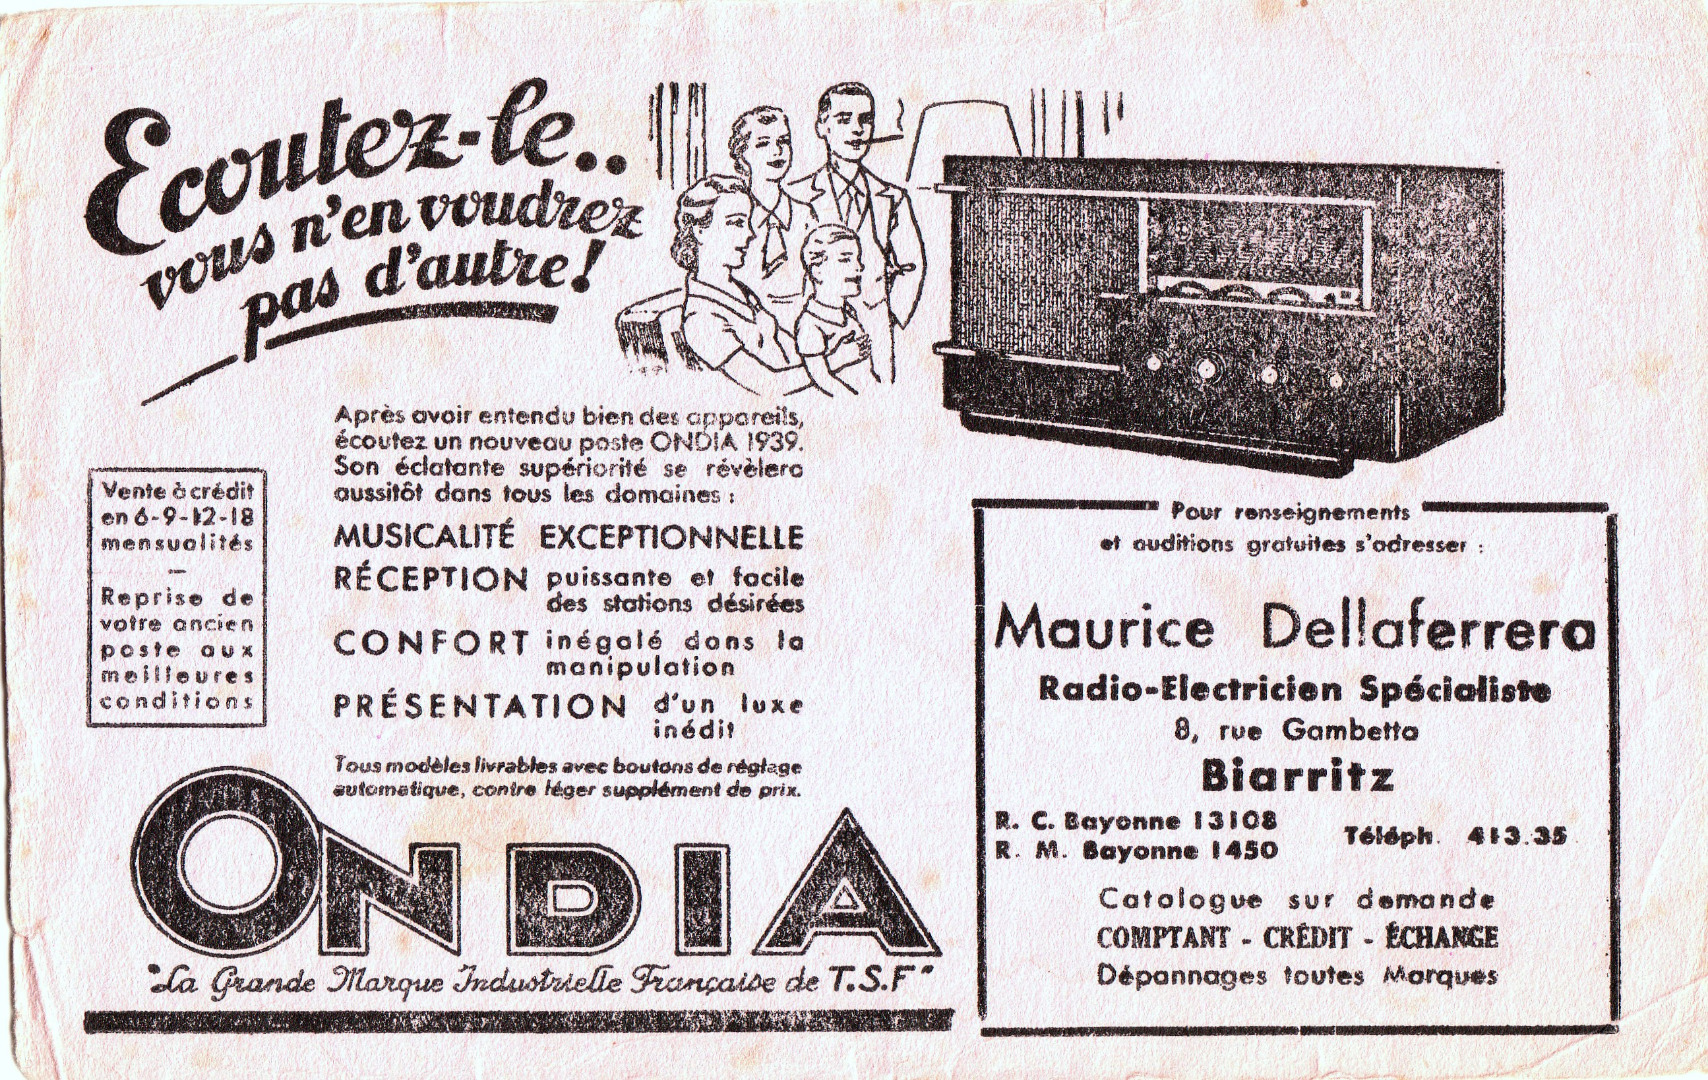 Ecoutez-le..
vous n'en voudrez
pas d'autre!
Après avoir entendu bien des appareils,
écoutez un nouveau poste ONDIA 1939.
Son éclatante supériorité se révèlera
aussitôt dans tous les domaines :
MUSICALITÉ EXCEPTIONNELLE
RÉCEPTION puissante et facile
des stations désirées
CONFORT inégalé dans la
manipulation
PRÉSENTATION d'un luxe
inédit
Tous modèles livrables avec boutons de réglage
automatique, contre léger supplément de prix.
Vente à crédit
en 6-9-12-18
mensualités
—
Reprise de
votre ancien
poste aux
meilleures
conditions
ONDIA
"La Grande Marque Industrielle Française de T.S.F"
Pour renseignements
et auditions gratuites s'adresser :
Maurice Dellaferrera
Radio-Electricien Spécialiste
8, rue Gambetta
Biarritz
R. C. Bayonne 13108
R. M. Bayonne 1450
Téléph. 413.35
Catalogue sur demande
COMPTANT - CRÉDIT - ÉCHANGE
Dépannages toutes Marques